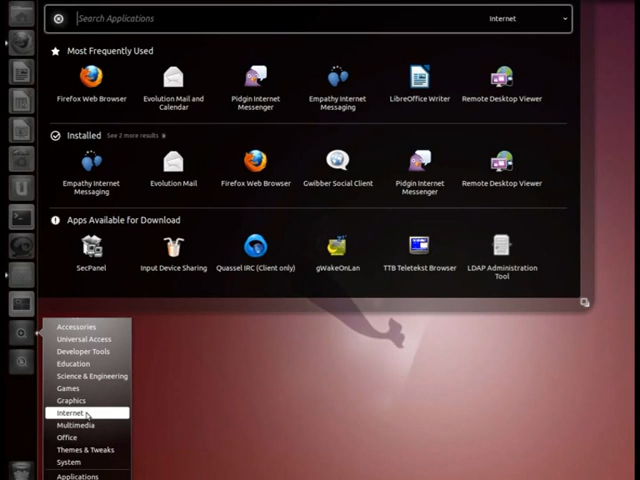 Search Applications
Internet
Most Frequently Used
Firefox Web Browser
Evolution Mail and
Calendar
Pidgin Internet
Messenger
Empathy Internet
Messaging
LibreOffice Writer
Remote Desktop Viewer
Installed See 2 more results
Empathy Internet
Messaging
Evolution Mail
Firefox Web Browser
Gwibber Social Client
Pidgin Internet
Messenger
Remote Desktop Viewer
Apps Available for Download
SecPanel
Input Device Sharing
Quassel IRC (Client only)
gWakeOnLan
TTB Teletekst Browser
LDAP Administration
Tool
Accessories
Universal Access
Developer Tools
Education
Science & Engineering
Games
Graphics
Internet
Multimedia
Office
Themes & Tweaks
System
Applications